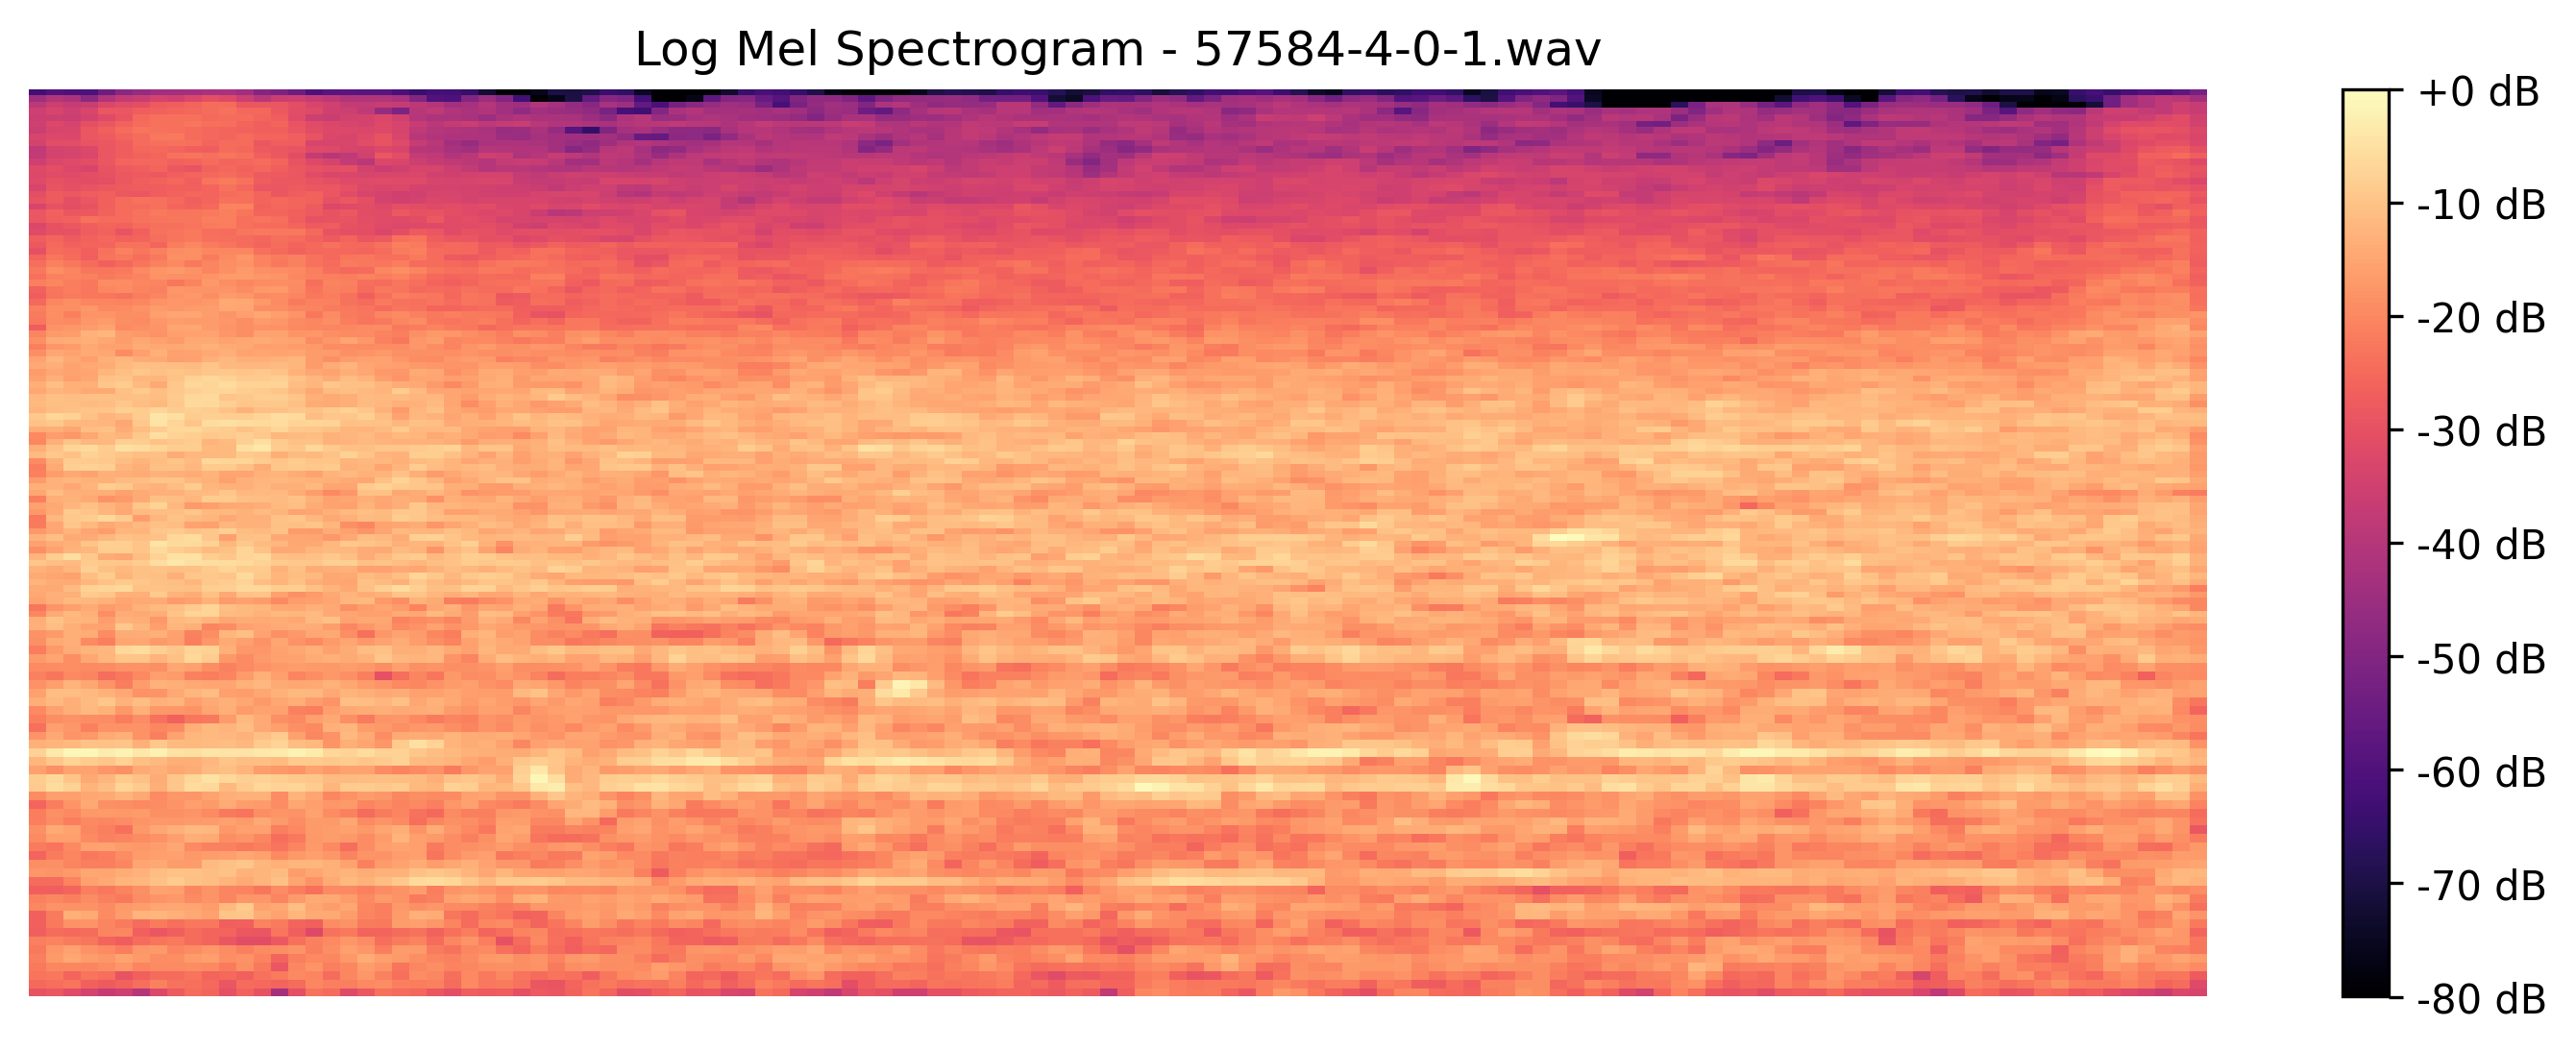 Log Mel Spectrogram - 57584-4-0-1.wav
+0 dB
-10 dB
-20 dB
-30 dB
-40 dB
-50 dB
-60 dB
-70 dB
-80 dB